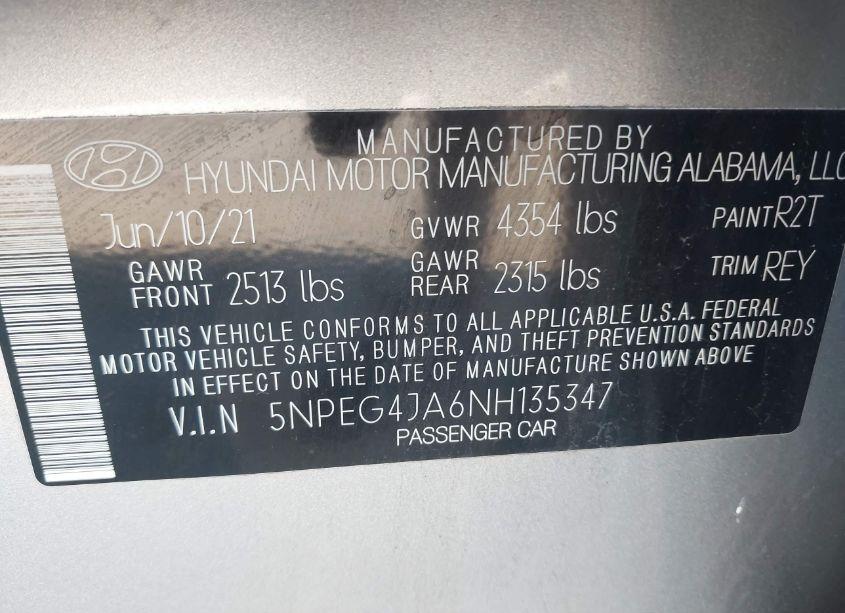 MANUFACTURED BY
HYUNDAI MOTOR MANUFACTURING ALABAMA, LLC
Jun/10/21 GVWR 4354 lbs PAINT R2T
GAWR FRONT 2513 lbs GAWR REAR 2315 lbs TRIM REY
THIS VEHICLE CONFORMS TO ALL APPLICABLE U.S.A. FEDERAL
MOTOR VEHICLE SAFETY, BUMPER, AND THEFT PREVENTION STANDARDS
IN EFFECT ON THE DATE OF MANUFACTURE SHOWN ABOVE
V.I.N 5NPEG4JA6NH135347
PASSENGER CAR